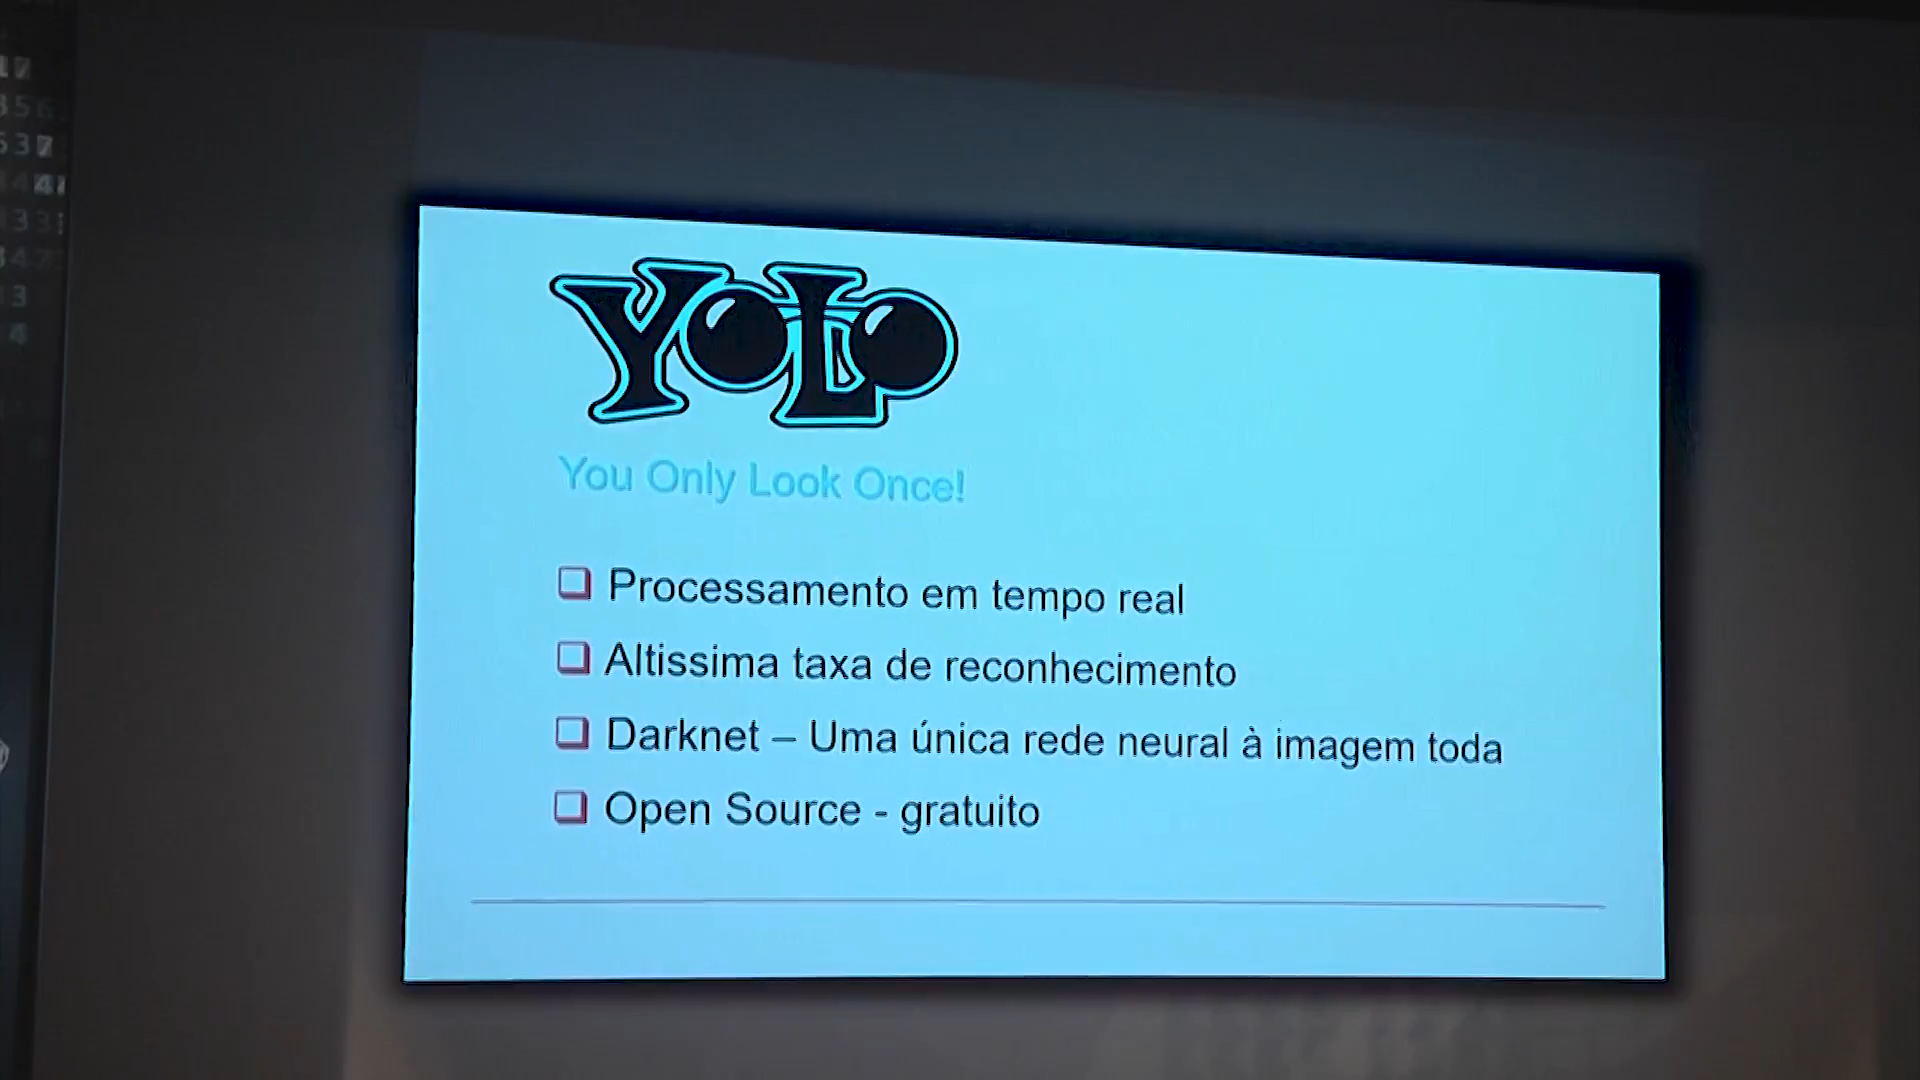 YOLO
You Only Look Once!
Processamento em tempo real
Altissima taxa de reconhecimento
Darknet – Uma única rede neural à imagem toda
Open Source - gratuito